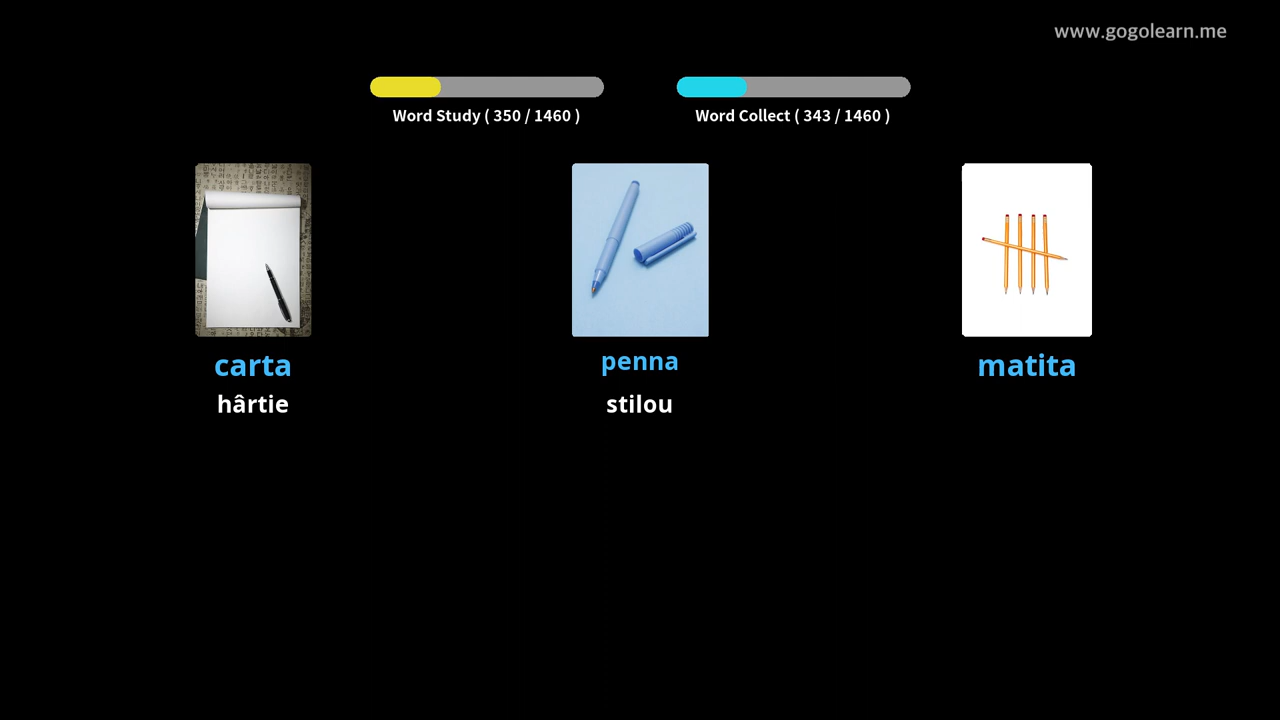 www.gogolearn.me
Word Study ( 350 / 1460 )
Word Collect ( 343 / 1460 )
carta
penna
matita
hârtie
stilou